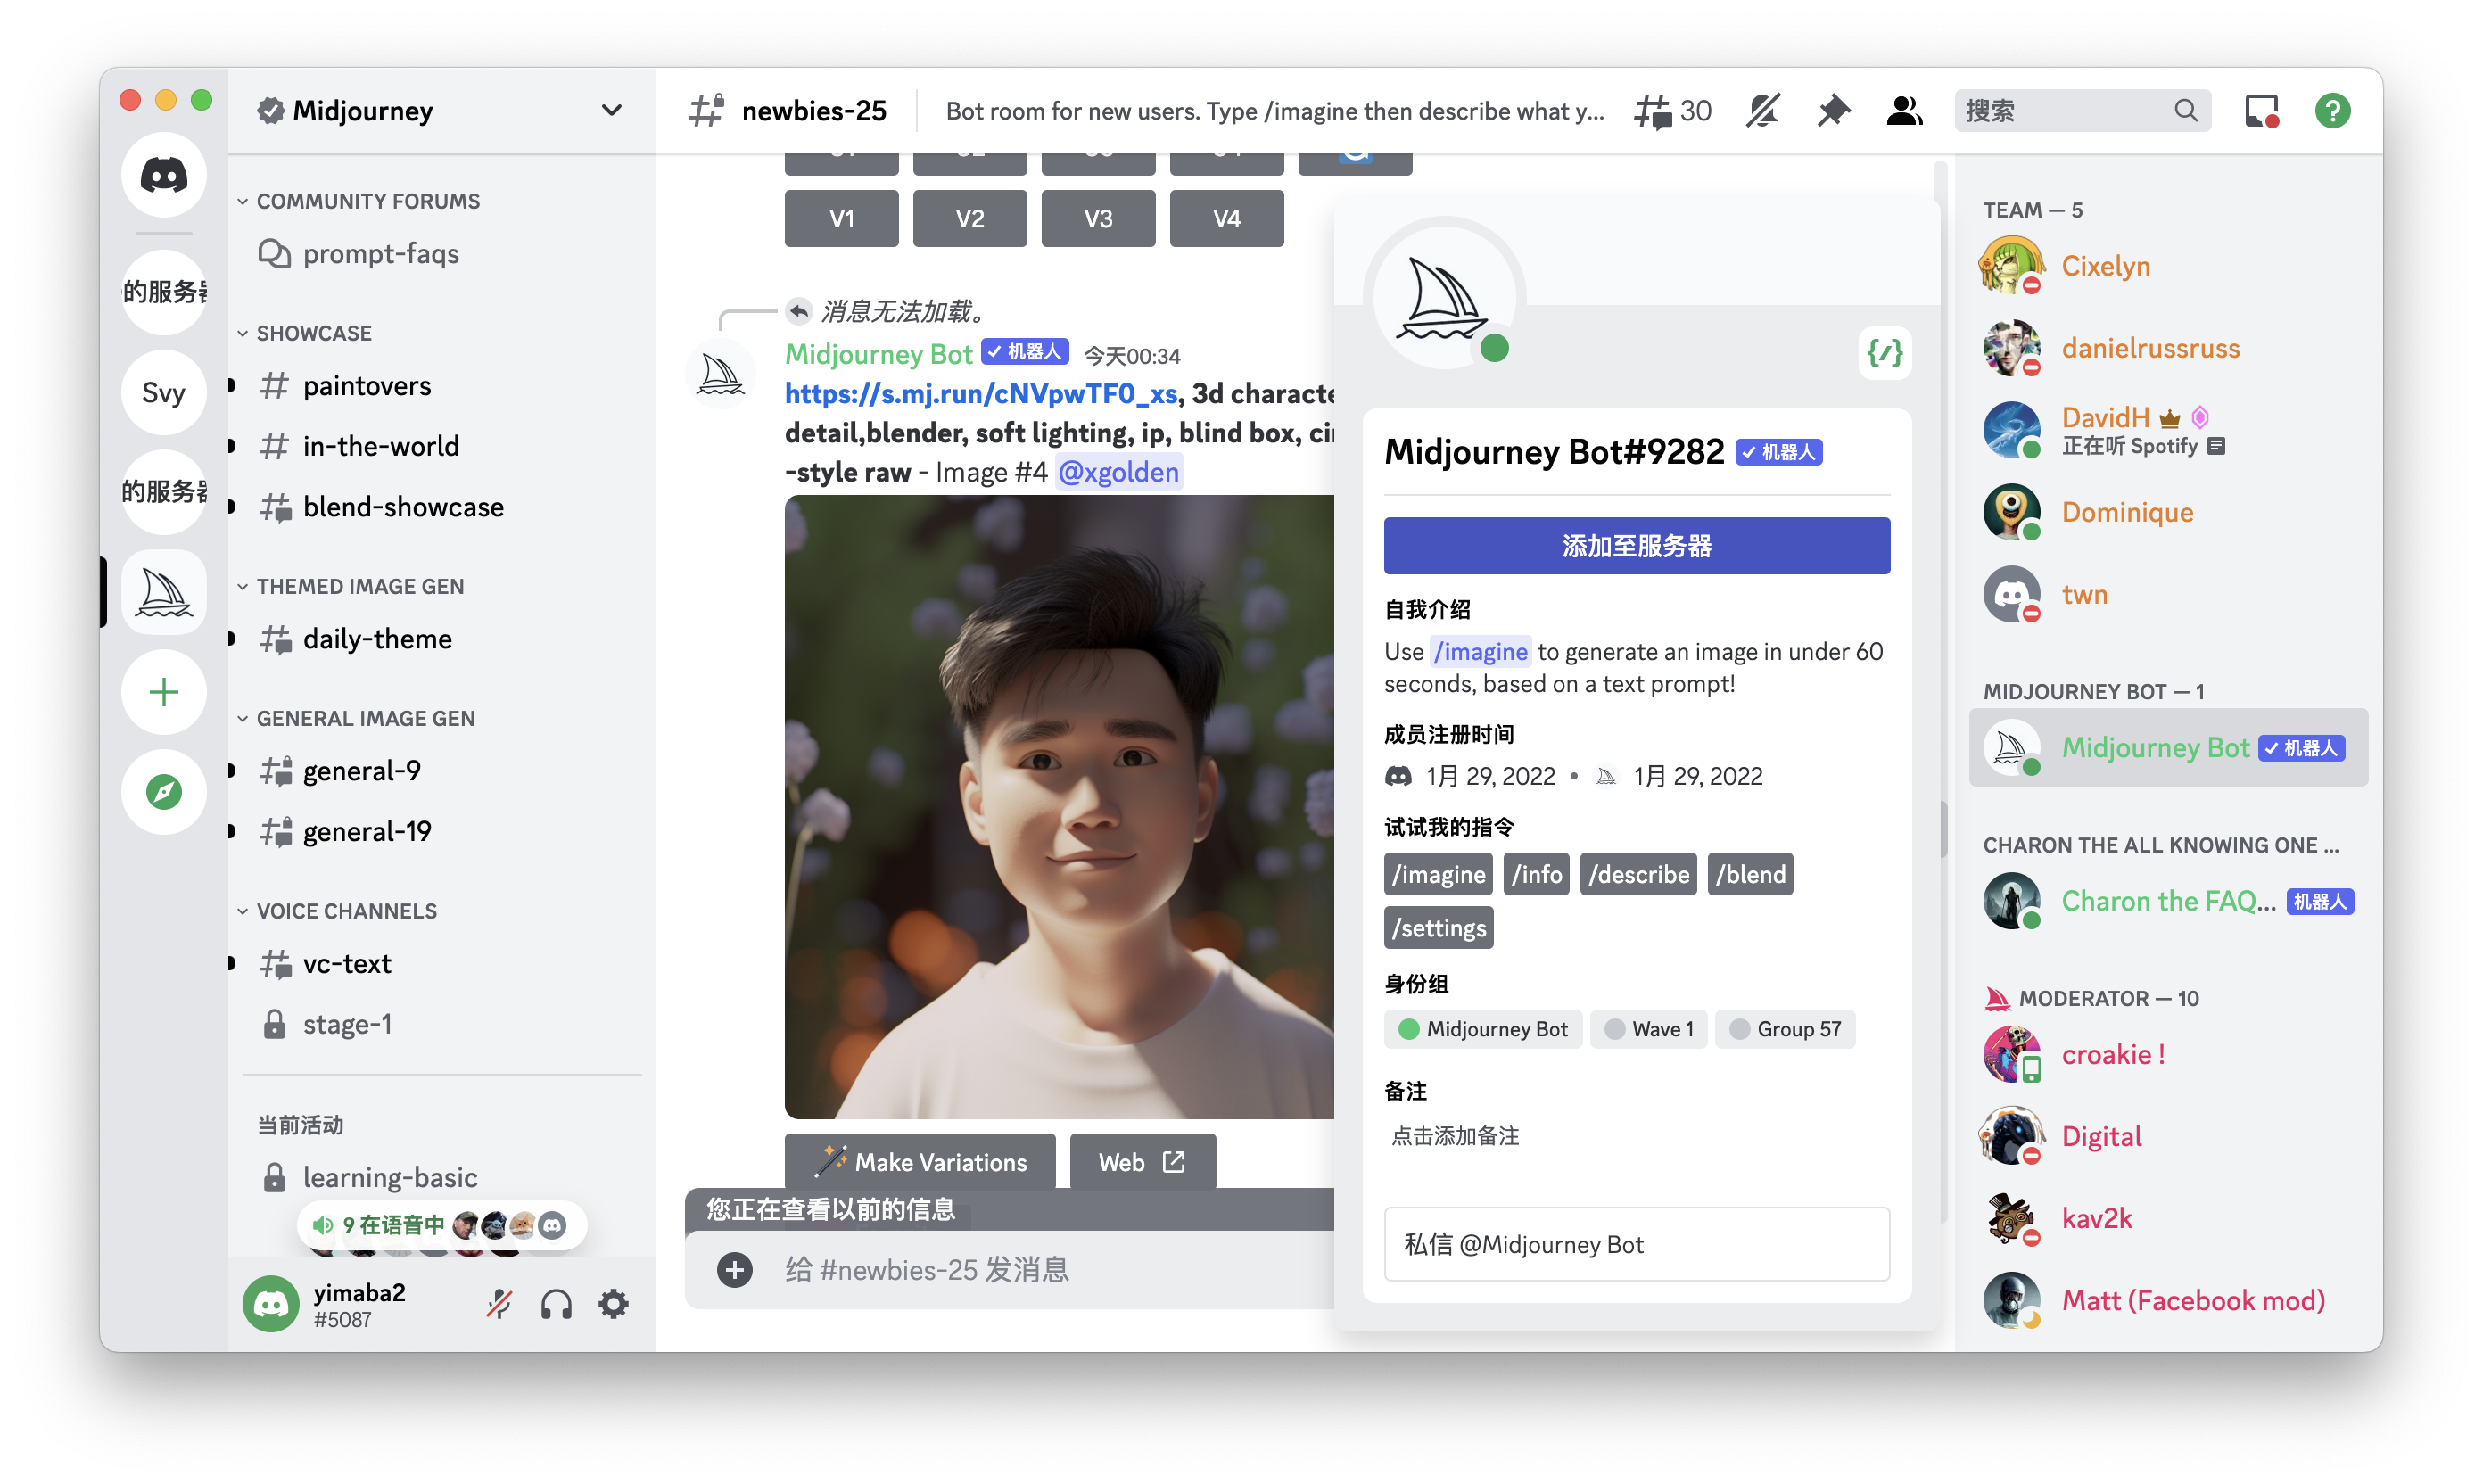 Midjourney
newbies-25
Bot room for new users. Type /imagine then describe what y...
30
搜索
的服务器
Svy
的服务器
COMMUNITY FORUMS
prompt-faqs
SHOWCASE
paintovers
in-the-world
blend-showcase
THEMED IMAGE GEN
daily-theme
GENERAL IMAGE GEN
general-9
general-19
VOICE CHANNELS
vc-text
stage-1
当前活动
learning-basic
9 在语音中
yimaba2
#5087
V1
V2
V3
V4
消息无法加载。
Midjourney Bot 机器人 今天00:34
https://s.mj.run/cNVpwTF0_xs, 3d characte
detail,blender, soft lighting, ip, blind box, ci
-style raw - Image #4 @xgolden
Make Variations
Web
您正在查看以前的信息
给 #newbies-25 发消息
{/}
Midjourney Bot#9282 机器人
添加至服务器
自我介绍
Use /imagine to generate an image in under 60
seconds, based on a text prompt!
成员注册时间
1月 29, 2022 • 1月 29, 2022
试试我的指令
/imagine /info /describe /blend
/settings
身份组
Midjourney Bot Wave 1 Group 57
备注
点击添加备注
私信 @Midjourney Bot
TEAM — 5
Cixelyn
danielrussruss
DavidH
正在听 Spotify
Dominique
twn
MIDJOURNEY BOT — 1
Midjourney Bot 机器人
CHARON THE ALL KNOWING ONE ...
Charon the FAQ... 机器人
MODERATOR — 10
croakie !
Digital
kav2k
Matt (Facebook mod)